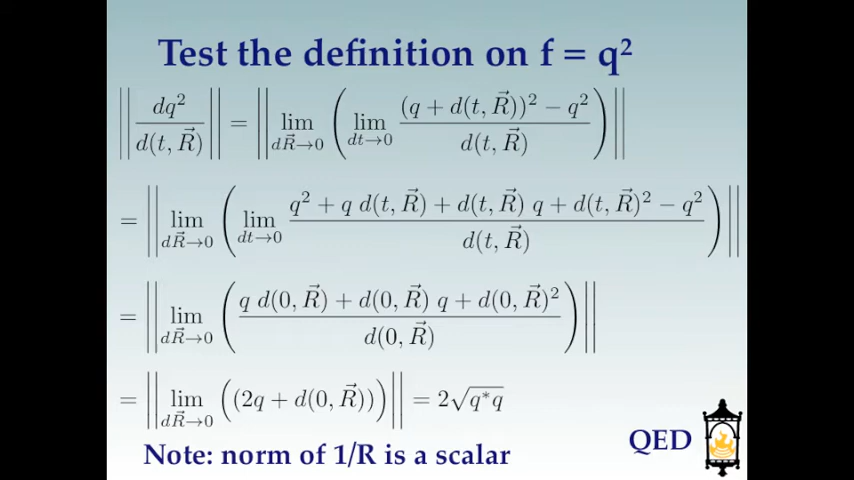 Test the definition on f = q²
|| dq² / d(t, R⃗) || = || lim_{dR⃗→0} ( lim_{dt→0} ((q + d(t, R⃗))² − q²) / d(t, R⃗) ) ||
= || lim_{dR⃗→0} ( lim_{dt→0} (q² + q d(t, R⃗) + d(t, R⃗) q + d(t, R⃗)² − q²) / d(t, R⃗) ) ||
= || lim_{dR⃗→0} ( (q d(0, R⃗) + d(0, R⃗) q + d(0, R⃗)²) / d(0, R⃗) ) ||
= || lim_{dR⃗→0} ((2q + d(0, R⃗))) || = 2√(q*q)
QED
Note: norm of 1/R is a scalar